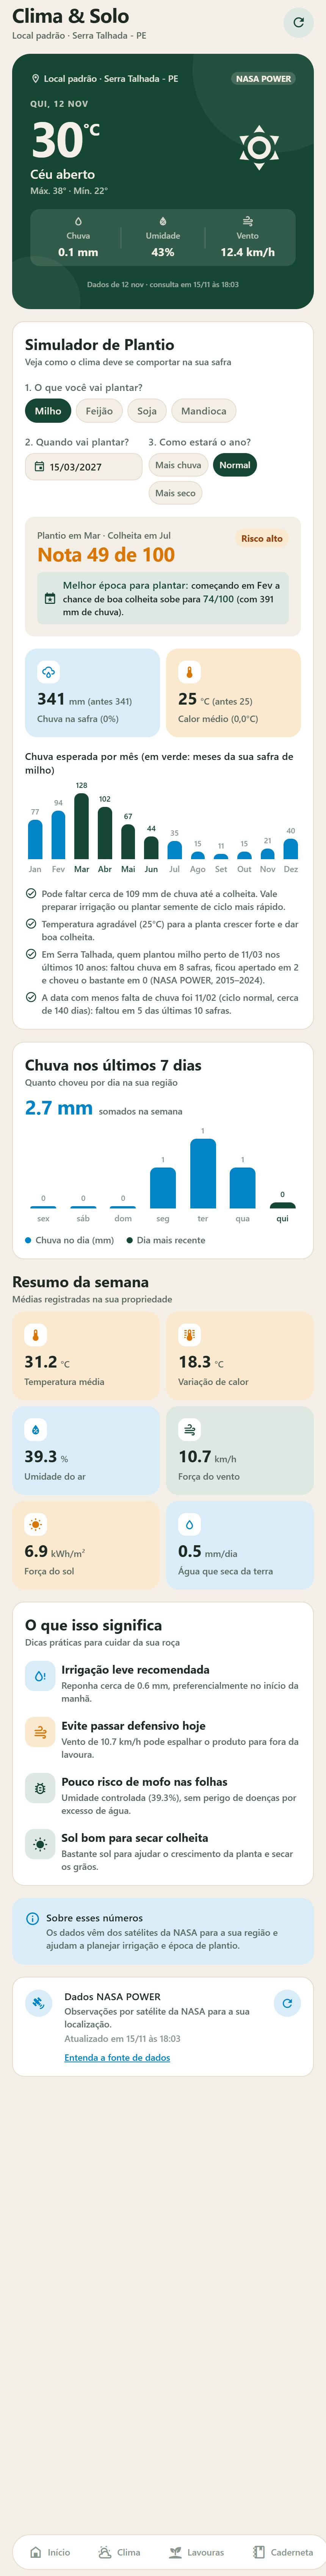 Clima & Solo
Local padrão · Serra Talhada - PE
Local padrão · Serra Talhada - PE
NASA POWER
QUI, 12 NOV
30°C
Céu aberto
Máx. 38° · Mín. 22°
Chuva
Umidade
Vento
0.1 mm
43%
12.4 km/h
Dados de 12 nov · consulta em 15/11 às 18:03
Simulador de Plantio
Veja como o clima deve se comportar na sua safra
1. O que você vai plantar?
Milho
Feijão
Soja
Mandioca
2. Quando vai plantar?
15/03/2027
3. Como estará o ano?
Mais chuva
Normal
Mais seco
Plantio em Mar · Colheita em Jul
Risco alto
Nota 49 de 100
Melhor época para plantar: começando em Fev a
chance de boa colheita sobe para 74/100 (com 391
mm de chuva).
341 mm (antes 341)
Chuva na safra (0%)
25 °C (antes 25)
Calor médio (0,0°C)
Chuva esperada por mês (em verde: meses da sua safra de
milho)
77 94 128 102 67 44 35 15 11 15 21 40
Jan Fev Mar Abr Mai Jun Jul Ago Set Out Nov Dez
Pode faltar cerca de 109 mm de chuva até a colheita. Vale
preparar irrigação ou plantar semente de ciclo mais rápido.
Temperatura agradável (25°C) para a planta crescer forte e dar
boa colheita.
Em Serra Talhada, quem plantou milho perto de 11/03 nos
últimos 10 anos: faltou chuva em 8 safras, ficou apertado em 2
e choveu o bastante em 0 (NASA POWER, 2015–2024).
A data com menos falta de chuva foi 11/02 (ciclo normal, cerca
de 140 dias): faltou em 5 das últimas 10 safras.
Chuva nos últimos 7 dias
Quanto choveu por dia na sua região
2.7 mm somados na semana
0 0 0 1 1 1 0
sex sáb dom seg ter qua qui
Chuva no dia (mm)
Dia mais recente
Resumo da semana
Médias registradas na sua propriedade
31.2 °C
Temperatura média
18.3 °C
Variação de calor
39.3 %
Umidade do ar
10.7 km/h
Força do vento
6.9 kWh/m²
Força do sol
0.5 mm/dia
Água que seca da terra
O que isso significa
Dicas práticas para cuidar da sua roça
Irrigação leve recomendada
Reponha cerca de 0.6 mm, preferencialmente no início da
manhã.
Evite passar defensivo hoje
Vento de 10.7 km/h pode espalhar o produto para fora da
lavoura.
Pouco risco de mofo nas folhas
Umidade controlada (39.3%), sem perigo de doenças por
excesso de água.
Sol bom para secar colheita
Bastante sol para ajudar o crescimento da planta e secar
os grãos.
Sobre esses números
Os dados vêm dos satélites da NASA para a sua região e
ajudam a planejar irrigação e época de plantio.
Dados NASA POWER
Observações por satélite da NASA para a sua
localização.
Atualizado em 15/11 às 18:03
Entenda a fonte de dados
Início
Clima
Lavouras
Caderneta